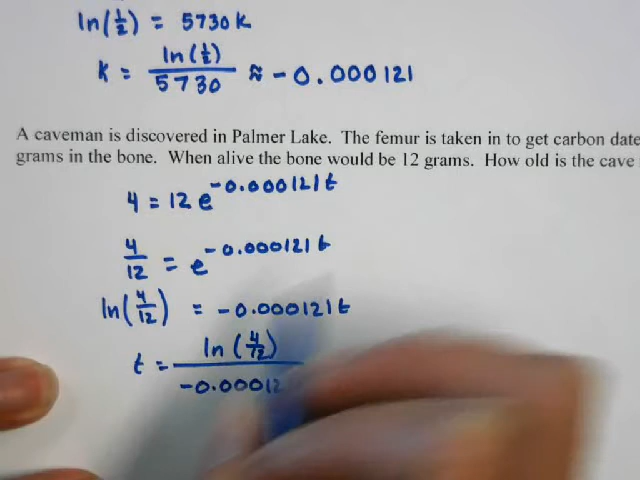 ln(1/2) = 5730k
k = ln(1/2)/5730 ≈ -0.000121
A caveman is discovered in Palmer Lake. The femur is taken in to get carbon date
grams in the bone. When alive the bone would be 12 grams. How old is the cave
4 = 12e^-0.000121t
4/12 = e^-0.000121t
ln(4/12) = -0.000121t
t = ln(4/12)/-0.00012